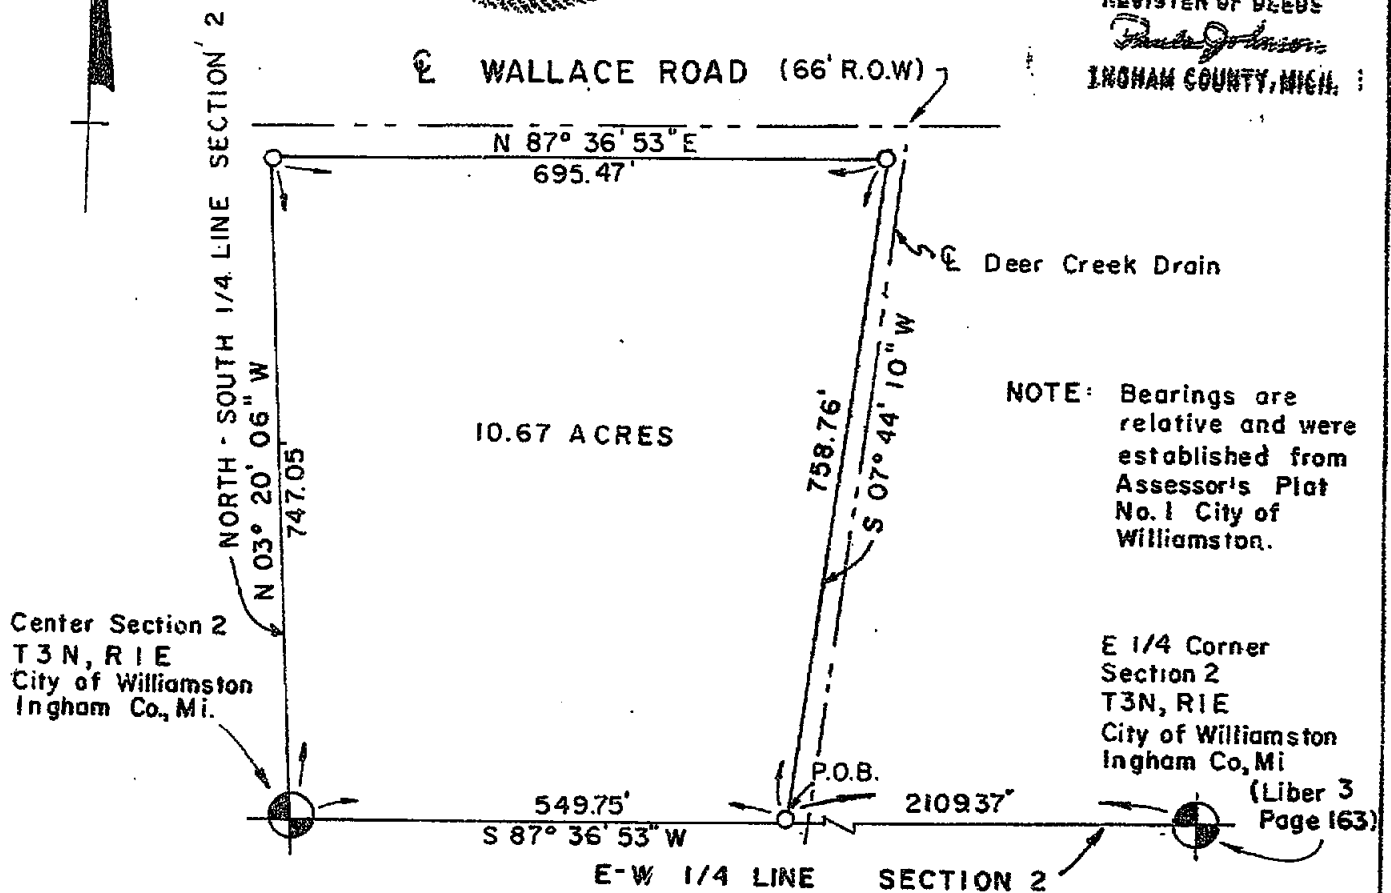 REGISTER OF DEEDS
Paula Johnson
INGHAM COUNTY, MICH.
℄ WALLACE ROAD (66' R.O.W)
N 87° 36' 53" E
695.47'
NORTH - SOUTH 1/4 LINE SECTION 2
N 03° 20' 06" W
747.05'
℄ Deer Creek Drain
758.76'
S 07° 44' 10" W
10.67 ACRES
NOTE: Bearings are
relative and were
established from
Assessor's Plat
No. 1 City of
Williamston.
Center Section 2
T3N, R1E
City of Williamston
Ingham Co., Mi.
E 1/4 Corner
Section 2
T3N, R1E
City of Williamston
Ingham Co, Mi
(Liber 3
Page 163)
P.O.B.
549.75'
S 87° 36' 53" W
2109.37'
E-W 1/4 LINE SECTION 2